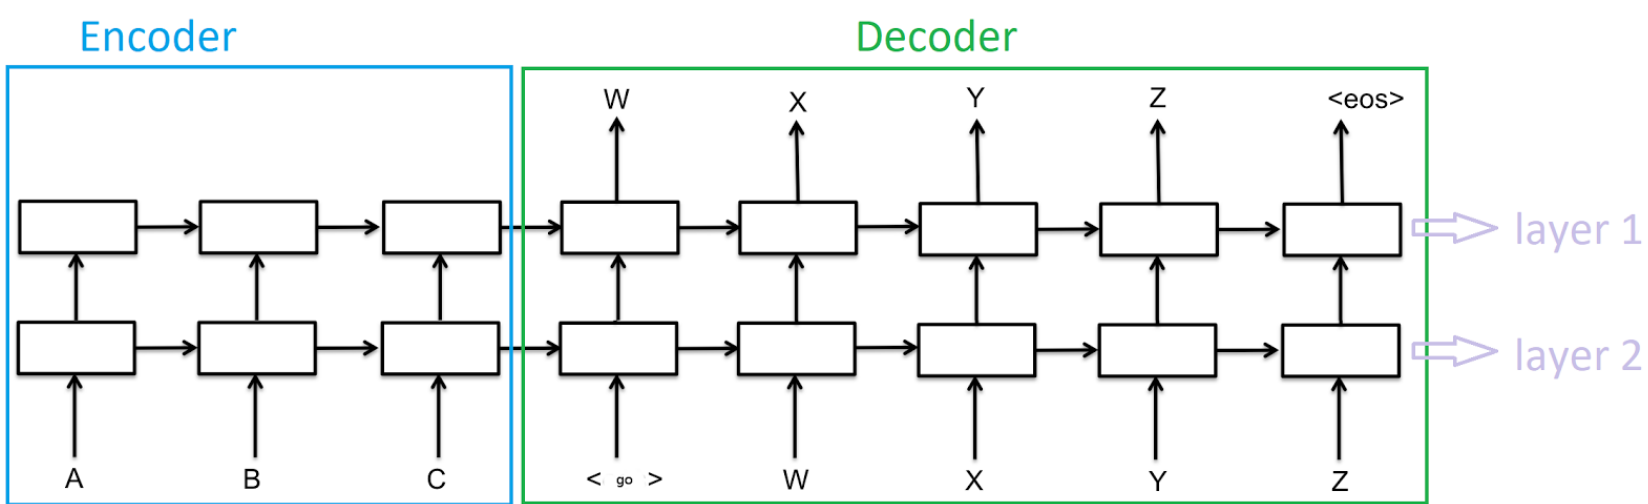 Encoder Decoder
W X Y Z <eos>
layer 1
layer 2
A B C < go > W X Y Z